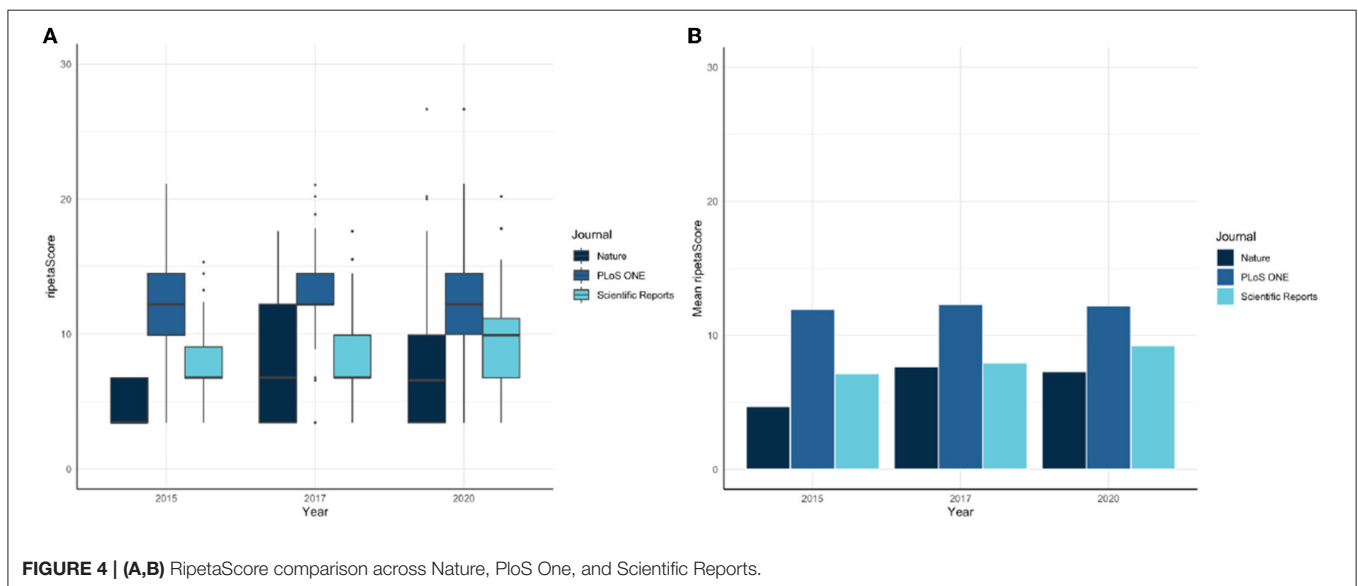 A
30
20
10
0
ripetaScore
2015
2017
2020
Year
Journal
Nature
PLoS ONE
Scientific Reports
B
30
20
10
0
Mean ripetaScore
2015
2017
2020
Year
Journal
Nature
PLoS ONE
Scientific Reports
FIGURE 4 | (A,B) RipetaScore comparison across Nature, PloS One, and Scientific Reports.